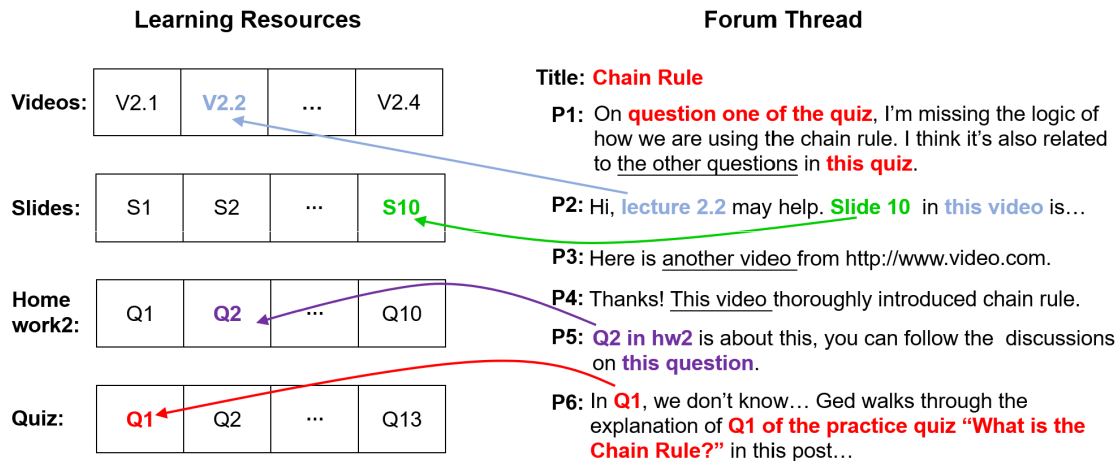 Learning Resources
Videos: V2.1 V2.2 ... V2.4
Slides: S1 S2 ... S10
Home
work2: Q1 Q2 ... Q10
Quiz: Q1 Q2 ... Q13
Forum Thread
Title: Chain Rule
P1: On question one of the quiz, I'm missing the logic of
how we are using the chain rule. I think it's also related
to the other questions in this quiz.
P2: Hi, lecture 2.2 may help. Slide 10 in this video is…
P3: Here is another video from http://www.video.com.
P4: Thanks! This video thoroughly introduced chain rule.
P5: Q2 in hw2 is about this, you can follow the discussions
on this question.
P6: In Q1, we don't know… Ged walks through the
explanation of Q1 of the practice quiz “What is the
Chain Rule?” in this post…